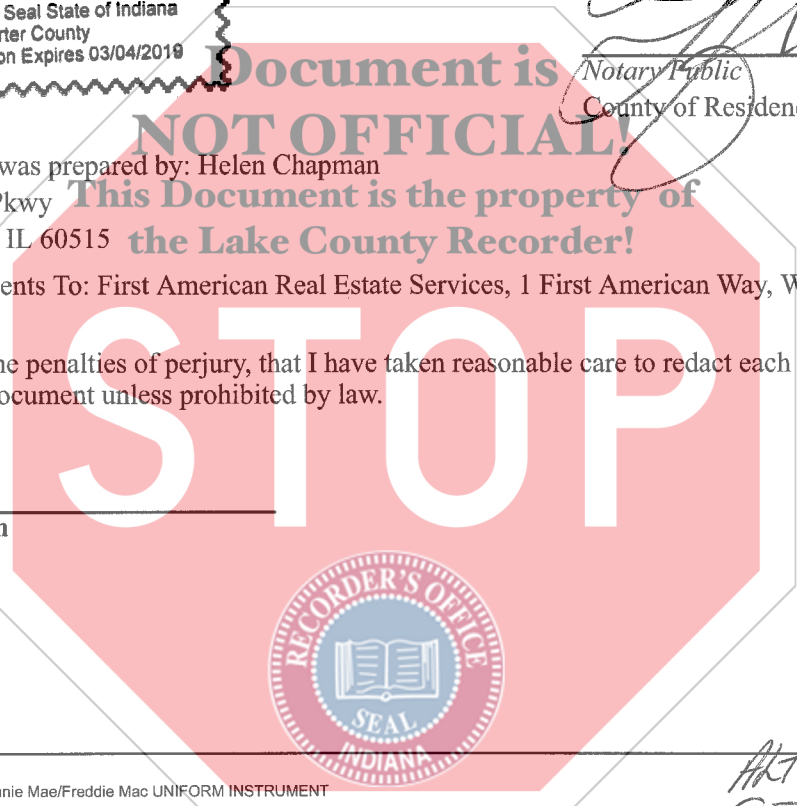 Seal State of Indiana
rter County
on Expires 03/04/2019
Document is
NOT OFFICIAL!
Notary Public
County of Residen
was prepared by: Helen Chapman
Pkwy
This Document is the property of
IL 60515
the Lake County Recorder!
ents To: First American Real Estate Services, 1 First American Way, W
STOP
he penalties of perjury, that I have taken reasonable care to redact each
ocument unless prohibited by law.
n
RECORDER'S OFFICE
SEAL
INDIANA
nnie Mae/Freddie Mac UNIFORM INSTRUMENT